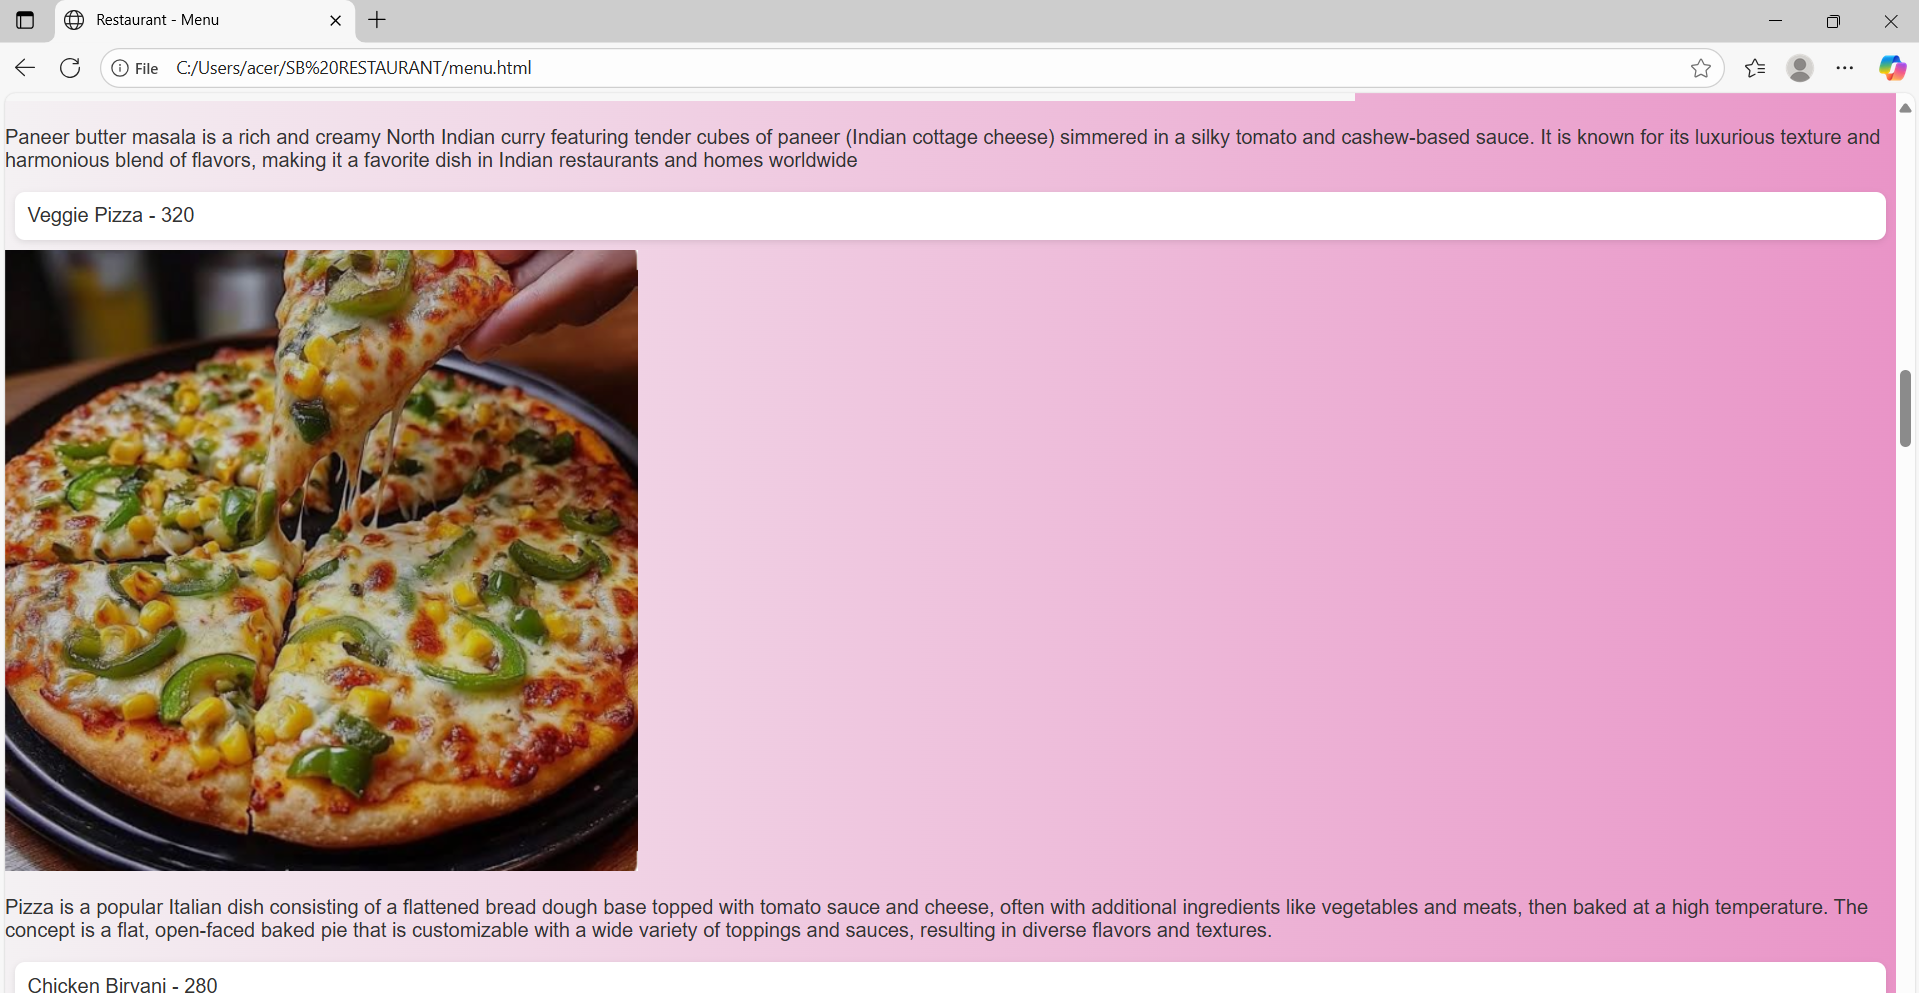 Restaurant - Menu
File C:/Users/acer/SB%20RESTAURANT/menu.html
Paneer butter masala is a rich and creamy North Indian curry featuring tender cubes of paneer (Indian cottage cheese) simmered in a silky tomato and cashew-based sauce. It is known for its luxurious texture and
harmonious blend of flavors, making it a favorite dish in Indian restaurants and homes worldwide
Veggie Pizza - 320
Pizza is a popular Italian dish consisting of a flattened bread dough base topped with tomato sauce and cheese, often with additional ingredients like vegetables and meats, then baked at a high temperature. The
concept is a flat, open-faced baked pie that is customizable with a wide variety of toppings and sauces, resulting in diverse flavors and textures.
Chicken Biryani - 280